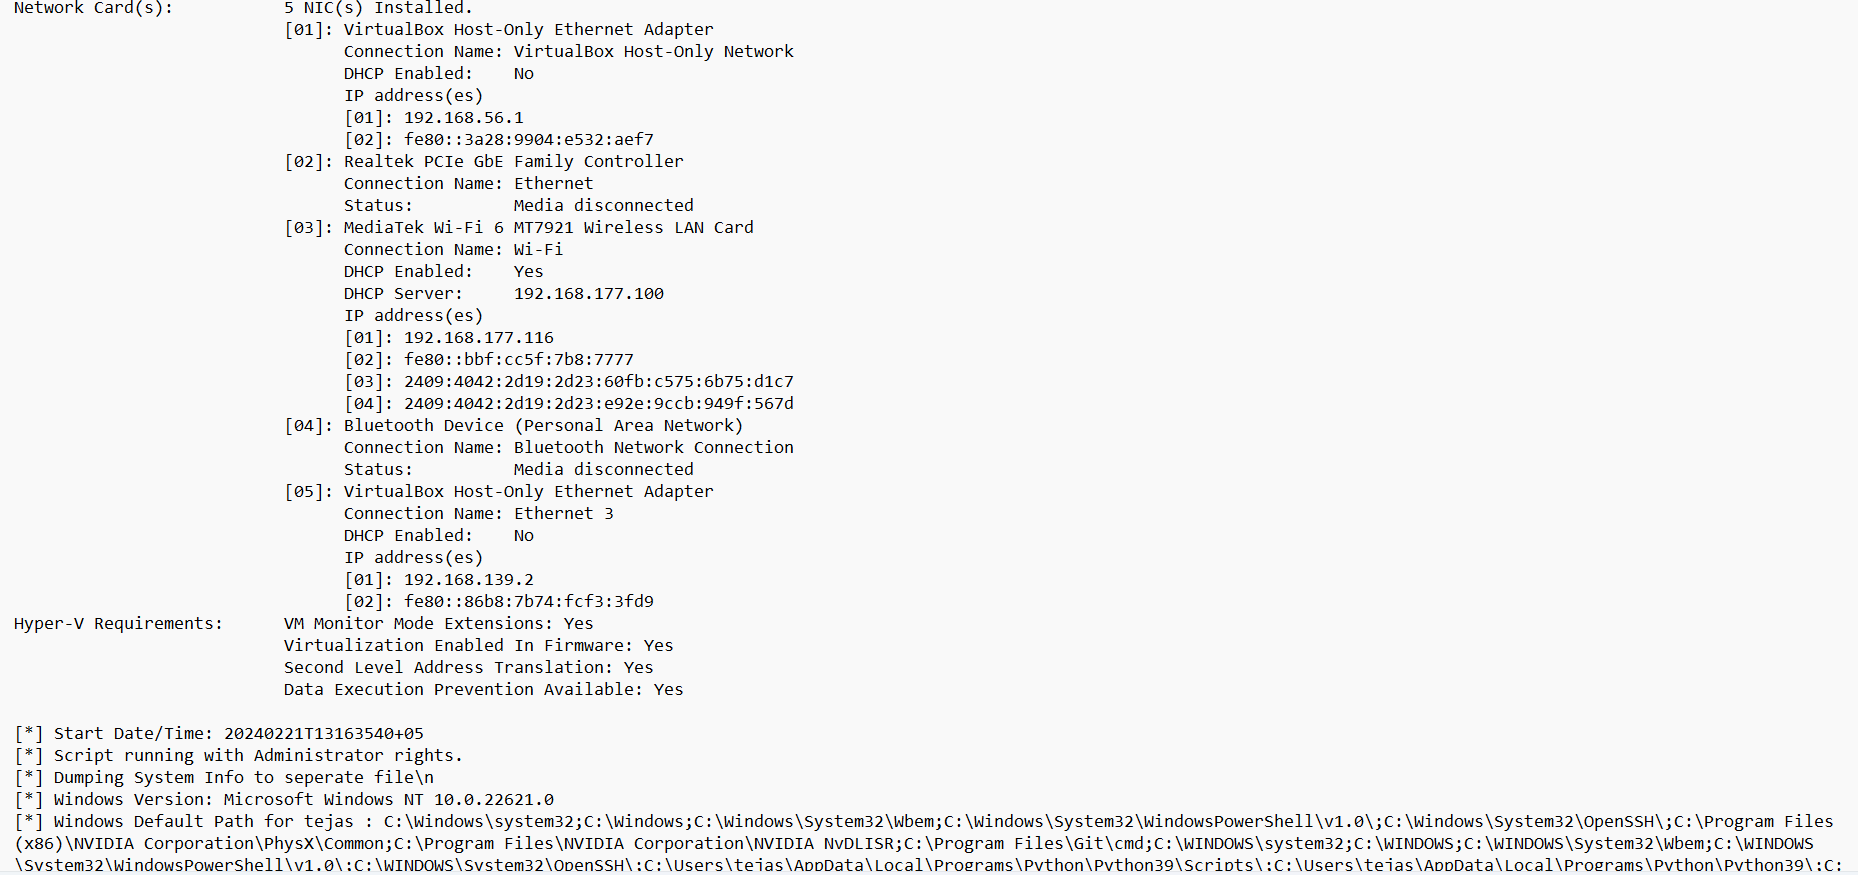 Network Card(s):           5 NIC(s) Installed.
                           [01]: VirtualBox Host-Only Ethernet Adapter
                                 Connection Name: VirtualBox Host-Only Network
                                 DHCP Enabled:    No
                                 IP address(es)
                                 [01]: 192.168.56.1
                                 [02]: fe80::3a28:9904:e532:aef7
                           [02]: Realtek PCIe GbE Family Controller
                                 Connection Name: Ethernet
                                 Status:          Media disconnected
                           [03]: MediaTek Wi-Fi 6 MT7921 Wireless LAN Card
                                 Connection Name: Wi-Fi
                                 DHCP Enabled:    Yes
                                 DHCP Server:     192.168.177.100
                                 IP address(es)
                                 [01]: 192.168.177.116
                                 [02]: fe80::bbf:cc5f:7b8:7777
                                 [03]: 2409:4042:2d19:2d23:60fb:c575:6b75:d1c7
                                 [04]: 2409:4042:2d19:2d23:e92e:9ccb:949f:567d
                           [04]: Bluetooth Device (Personal Area Network)
                                 Connection Name: Bluetooth Network Connection
                                 Status:          Media disconnected
                           [05]: VirtualBox Host-Only Ethernet Adapter
                                 Connection Name: Ethernet 3
                                 DHCP Enabled:    No
                                 IP address(es)
                                 [01]: 192.168.139.2
                                 [02]: fe80::86b8:7b74:fcf3:3fd9
Hyper-V Requirements:      VM Monitor Mode Extensions: Yes
                           Virtualization Enabled In Firmware: Yes
                           Second Level Address Translation: Yes
                           Data Execution Prevention Available: Yes

[*] Start Date/Time: 20240221T13163540+05
[*] Script running with Administrator rights.
[*] Dumping System Info to seperate file\n
[*] Windows Version: Microsoft Windows NT 10.0.22621.0
[*] Windows Default Path for tejas : C:\Windows\system32;C:\Windows;C:\Windows\System32\Wbem;C:\Windows\System32\WindowsPowerShell\v1.0\;C:\Windows\System32\OpenSSH\;C:\Program Files
(x86)\NVIDIA Corporation\PhysX\Common;C:\Program Files\NVIDIA Corporation\NVIDIA NvDLISR;C:\Program Files\Git\cmd;C:\WINDOWS\system32;C:\WINDOWS;C:\WINDOWS\System32\Wbem;C:\WINDOWS
\System32\WindowsPowerShell\v1.0\;C:\WINDOWS\System32\OpenSSH\;C:\Users\tejas\AppData\Local\Programs\Python\Python39\Scripts\;C:\Users\tejas\AppData\Local\Programs\Python\Python39\;C: